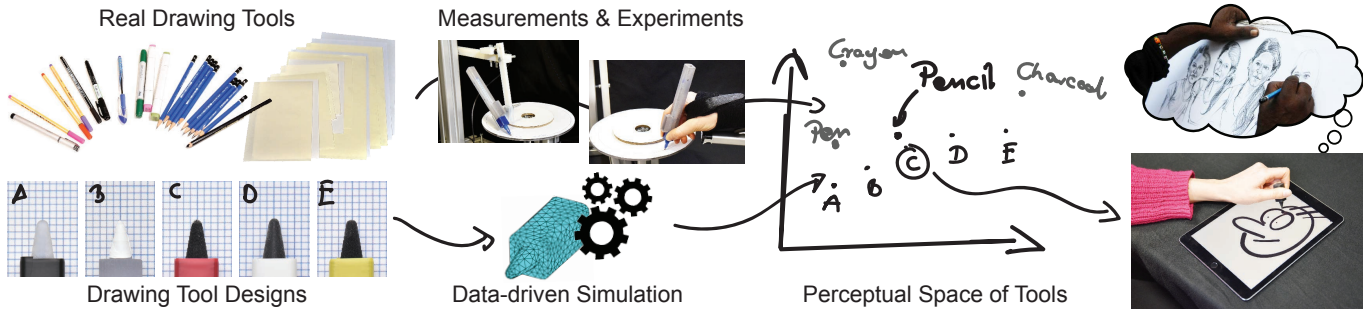 Real Drawing Tools
Measurements & Experiments
Crayon
Pencil
Charcoal
Pen
A
B
C
D
E
A
B
C
D
E
Drawing Tool Designs
Data-driven Simulation
Perceptual Space of Tools